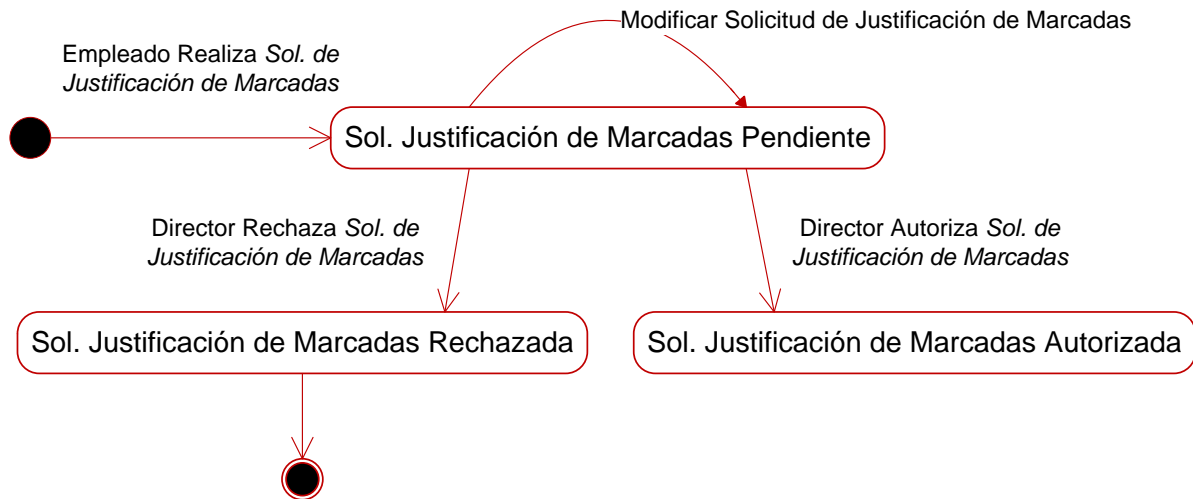 Modificar Solicitud de Justificación de Marcadas
Empleado Realiza Sol. de
Justificación de Marcadas
Sol. Justificación de Marcadas Pendiente
Director Rechaza Sol. de
Justificación de Marcadas
Director Autoriza Sol. de
Justificación de Marcadas
Sol. Justificación de Marcadas Rechazada
Sol. Justificación de Marcadas Autorizada